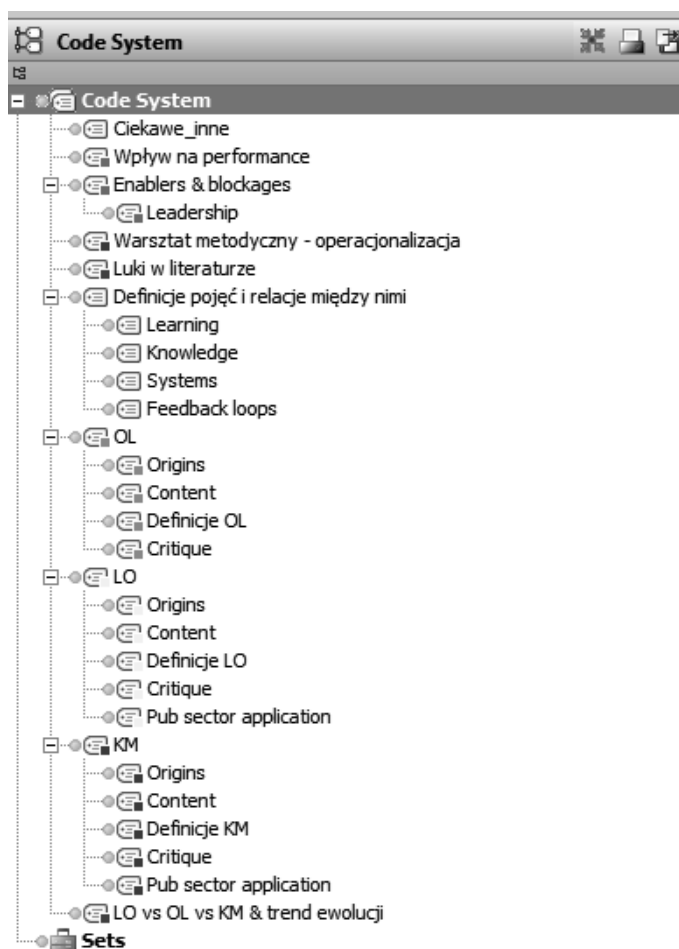 Code System
Code System
Ciekawe_inne
Wpływ na performance
Enablers & blockages
Leadership
Warsztat metodyczny - operacjonalizacja
Luki w literaturze
Definicje pojęć i relacje między nimi
Learning
Knowledge
Systems
Feedback loops
OL
Origins
Content
Definicje OL
Critique
LO
Origins
Content
Definicje LO
Critique
Pub sector application
KM
Origins
Content
Definicje KM
Critique
Pub sector application
LO vs OL vs KM & trend ewolucji
Sets